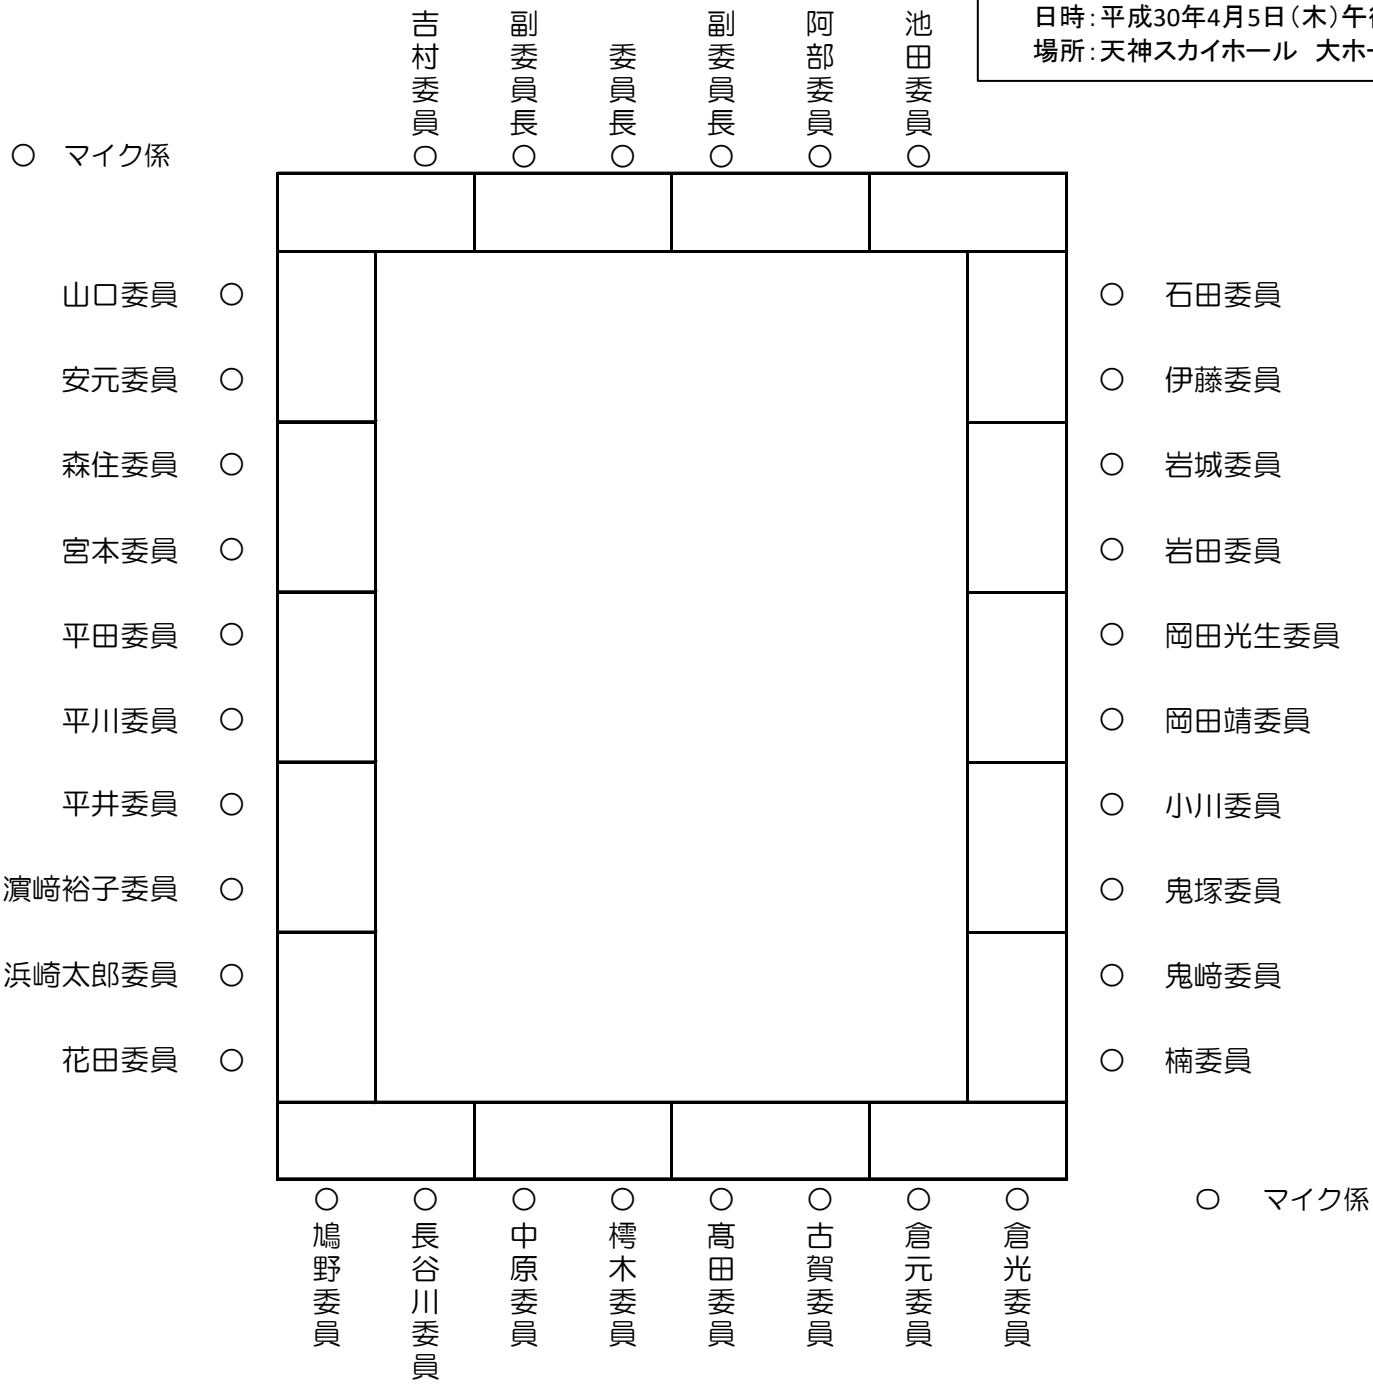 日時：平成30年4月5日（木）午後
場所：天神スカイホール　大ホー
吉村委員○
副委員長○
委員長○
副委員長○
阿部委員○
池田委員○
○　マイク係
山口委員　○
安元委員　○
森住委員　○
宮本委員　○
平田委員　○
平川委員　○
平井委員　○
濵﨑裕子委員　○
浜崎太郎委員　○
花田委員　○
○　石田委員
○　伊藤委員
○　岩城委員
○　岩田委員
○　岡田光生委員
○　岡田靖委員
○　小川委員
○　鬼塚委員
○　鬼﨑委員
○　楠委員
○鳩野委員
○長谷川委員
○中原委員
○樗木委員
○髙田委員
○古賀委員
○倉元委員
○倉光委員
○　マイク係